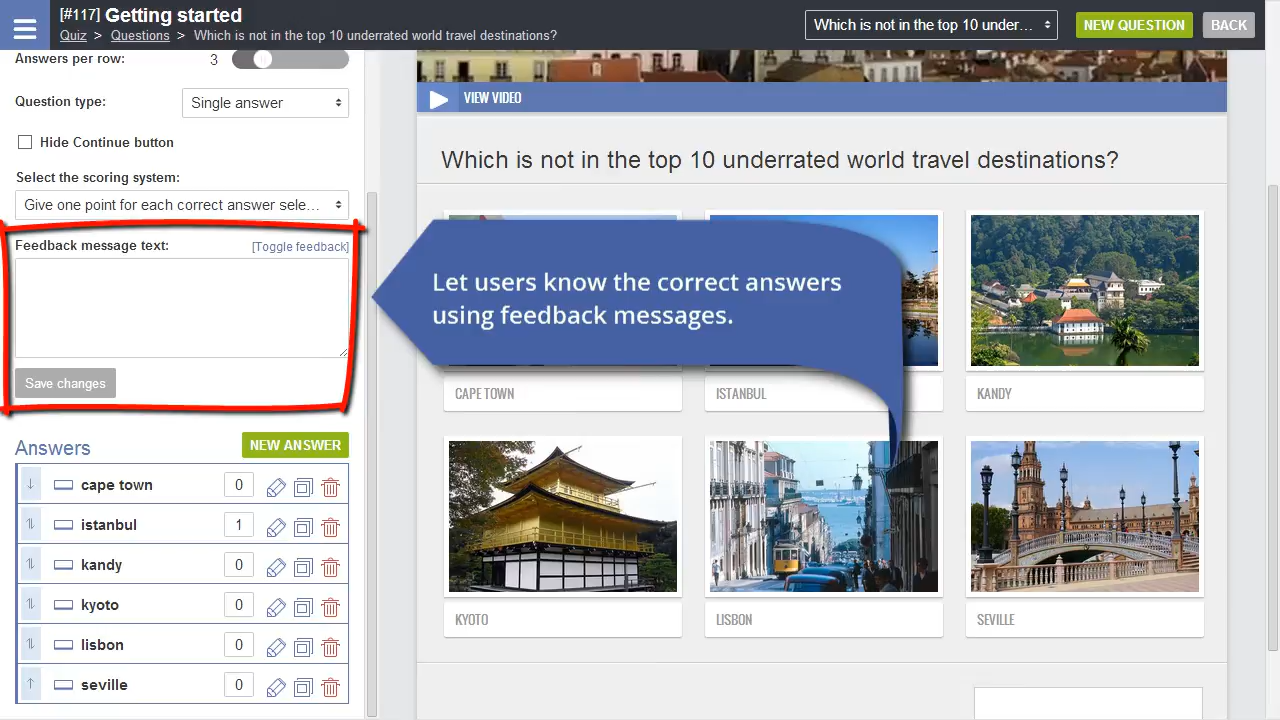 [#117] Getting started
Quiz > Questions > Which is not in the top 10 underrated world travel destinations?
Which is not in the top 10 under...
NEW QUESTION
BACK
Answers per row: 3
Question type: Single answer
Hide Continue button
Select the scoring system:
Give one point for each correct answer sele...
Feedback message text: [Toggle feedback]
Save changes
Answers
NEW ANSWER
cape town 0
istanbul 1
kandy 0
kyoto 0
lisbon 0
seville 0
VIEW VIDEO
Which is not in the top 10 underrated world travel destinations?
Let users know the correct answers
using feedback messages.
CAPE TOWN
ISTANBUL
KANDY
KYOTO
LISBON
SEVILLE